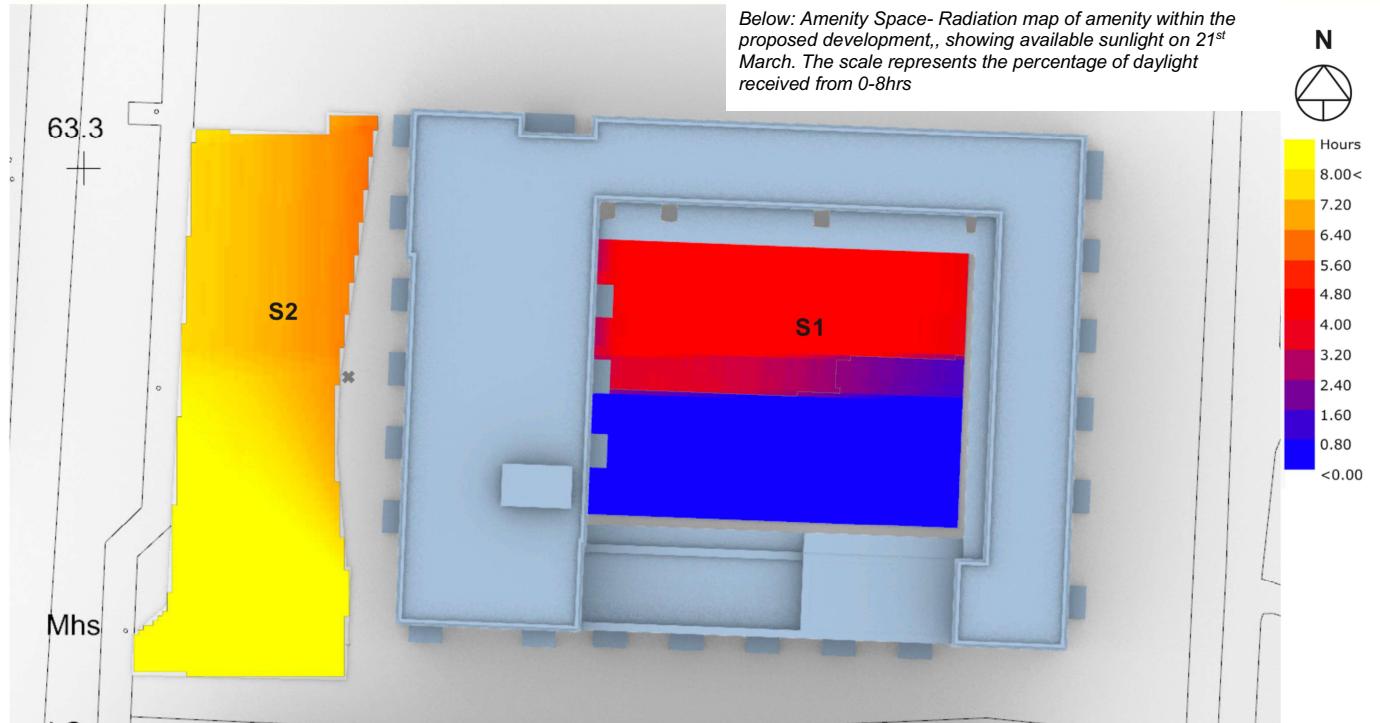 Below: Amenity Space- Radiation map of amenity within the
proposed development,, showing available sunlight on 21st
March. The scale represents the percentage of daylight
received from 0-8hrs
N
63.3
Hours
8.00<
7.20
6.40
5.60
4.80
4.00
3.20
2.40
1.60
0.80
<0.00
S2
S1
Mhs